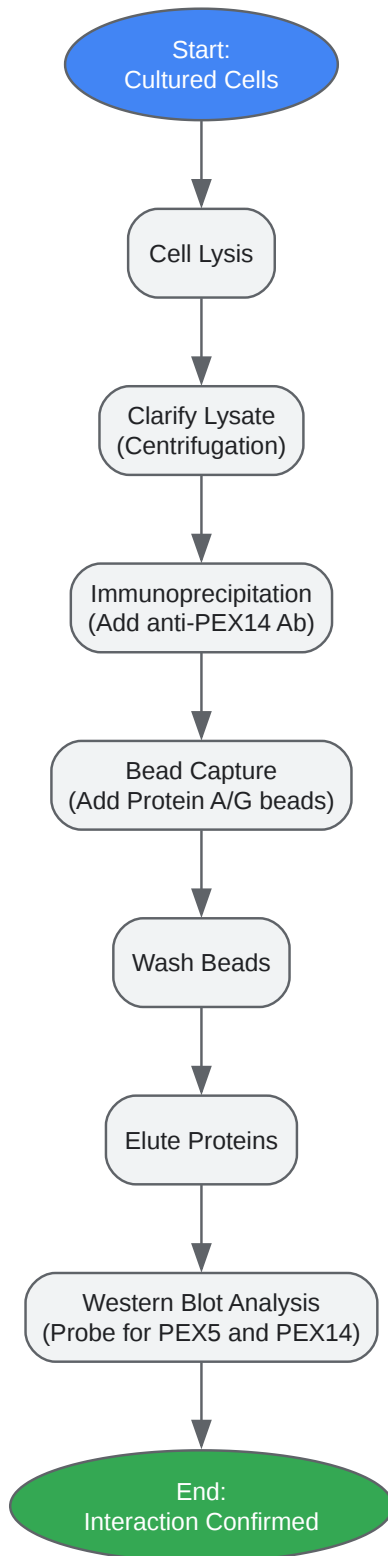 Start:
Cultured Cells
Cell Lysis
Clarify Lysate
(Centrifugation)
Immunoprecipitation
(Add anti-PEX14 Ab)
Bead Capture
(Add Protein A/G beads)
Wash Beads
Elute Proteins
Western Blot Analysis
(Probe for PEX5 and PEX14)
End:
Interaction Confirmed